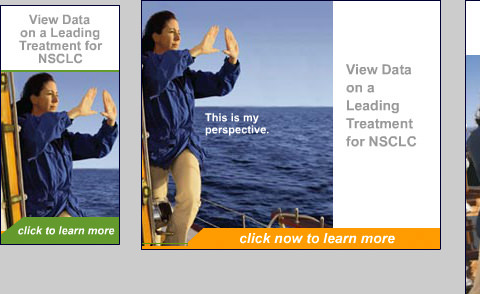 View Data
on a Leading
Treatment for
NSCLC
click to learn more
This is my
perspective.
View Data
on a
Leading
Treatment
for NSCLC
click now to learn more